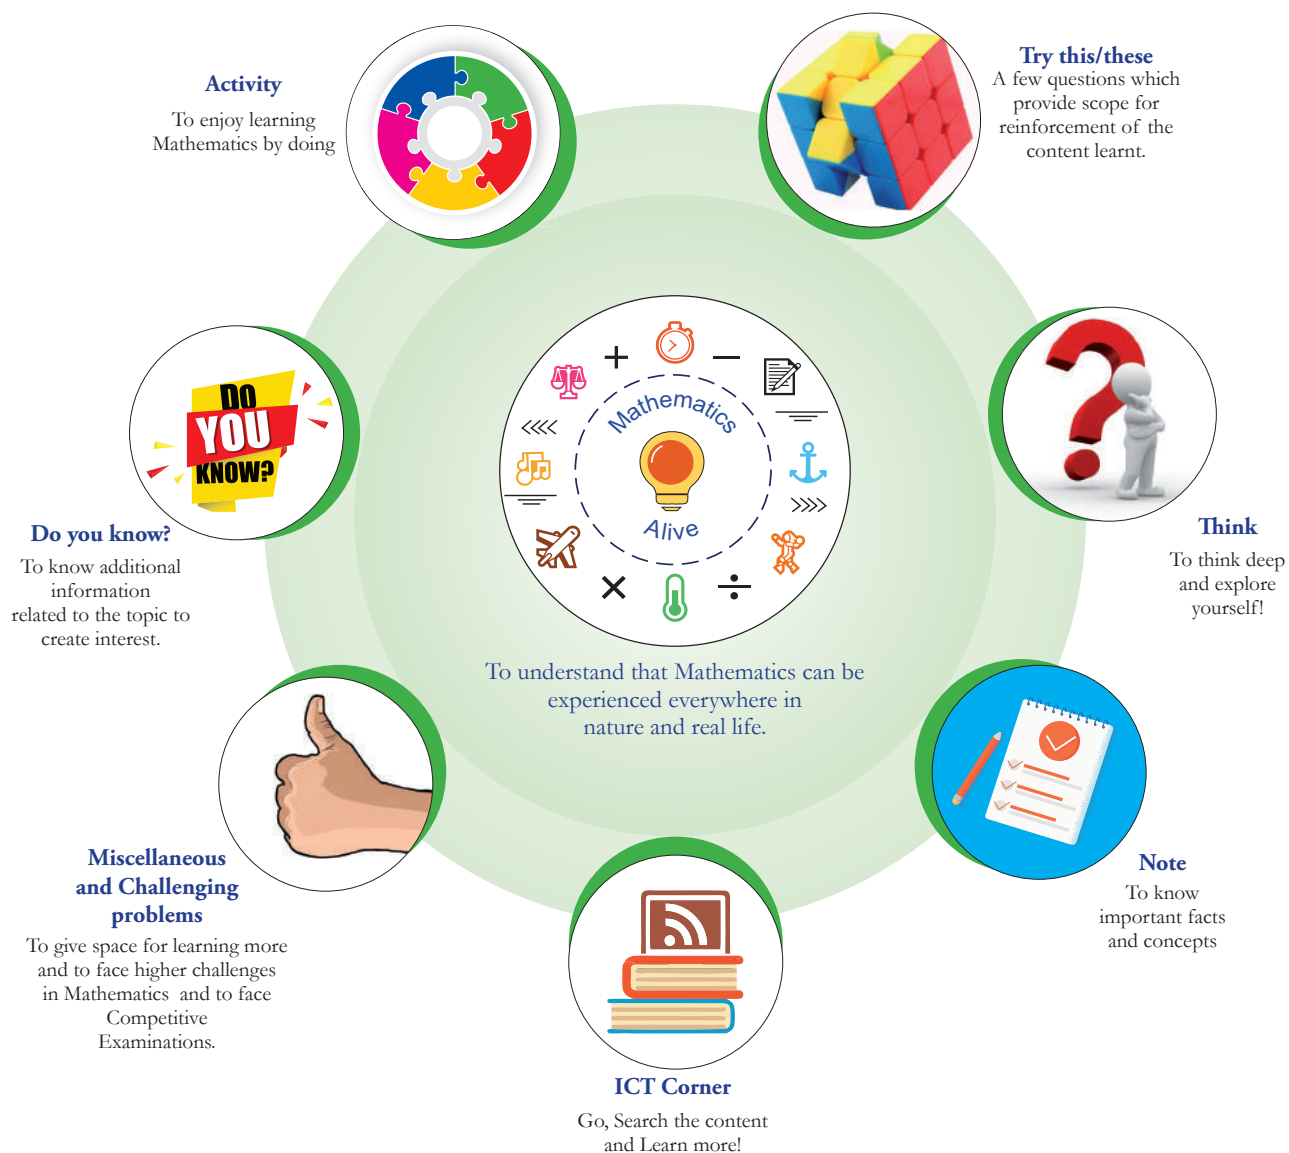 Activity
To enjoy learning
Mathematics by doing
Try this/these
A few questions which
provide scope for
reinforcement of the
content learnt.
DO
YOU
KNOW?
Do you know?
To know additional
information
related to the topic to
create interest.
Mathematics
Alive
To understand that Mathematics can be
experienced everywhere in
nature and real life.
Think
To think deep
and explore
yourself!
Miscellaneous
and Challenging
problems
To give space for learning more
and to face higher challenges
in Mathematics and to face
Competitive
Examinations.
Note
To know
important facts
and concepts
ICT Corner
Go, Search the content
and Learn more!